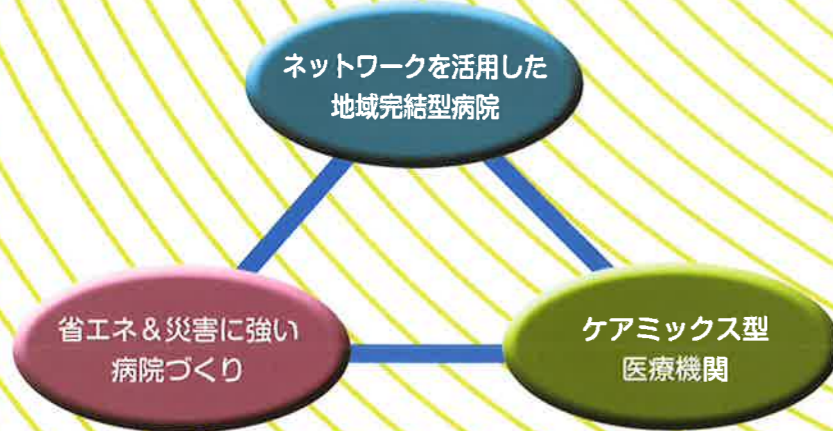 ネットワークを活用した
地域完結型病院
省エネ&災害に強い
病院づくり
ケアミックス型
医療機関